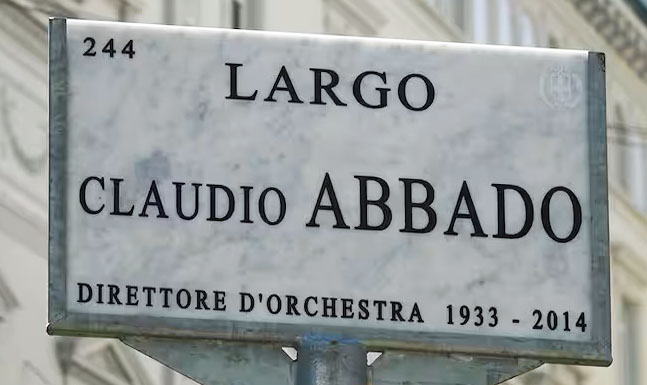 244
LARGO
CLAUDIO ABBADO
DIRETTORE D'ORCHESTRA 1933 - 2014